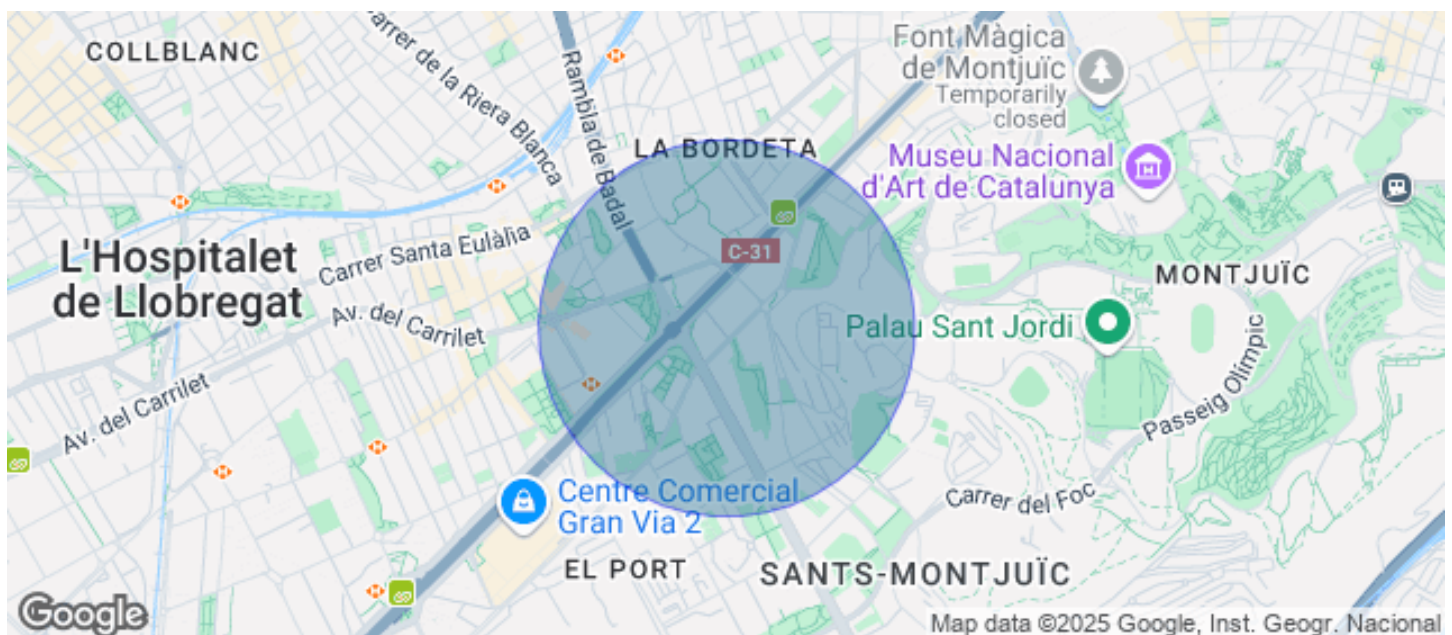 COLLBLANC
Carrer de la Riera Blanca
Rambla de Badal
Font Màgica
de Montjuïc
Temporarily
closed
LA BORDETA
Museu Nacional
d'Art de Catalunya
L'Hospitalet
de Llobregat
Carrer Santa Eulàlia
C-31
MONTJUÏC
Av. del Carrilet
Palau Sant Jordi
Passeig Olímpic
Av. del Carrilet
Centre Comercial
Gran Via 2
Carrer del Foc
EL PORT
SANTS-MONTJUÏC
Google
Map data ©2025 Google, Inst. Geogr. Nacional